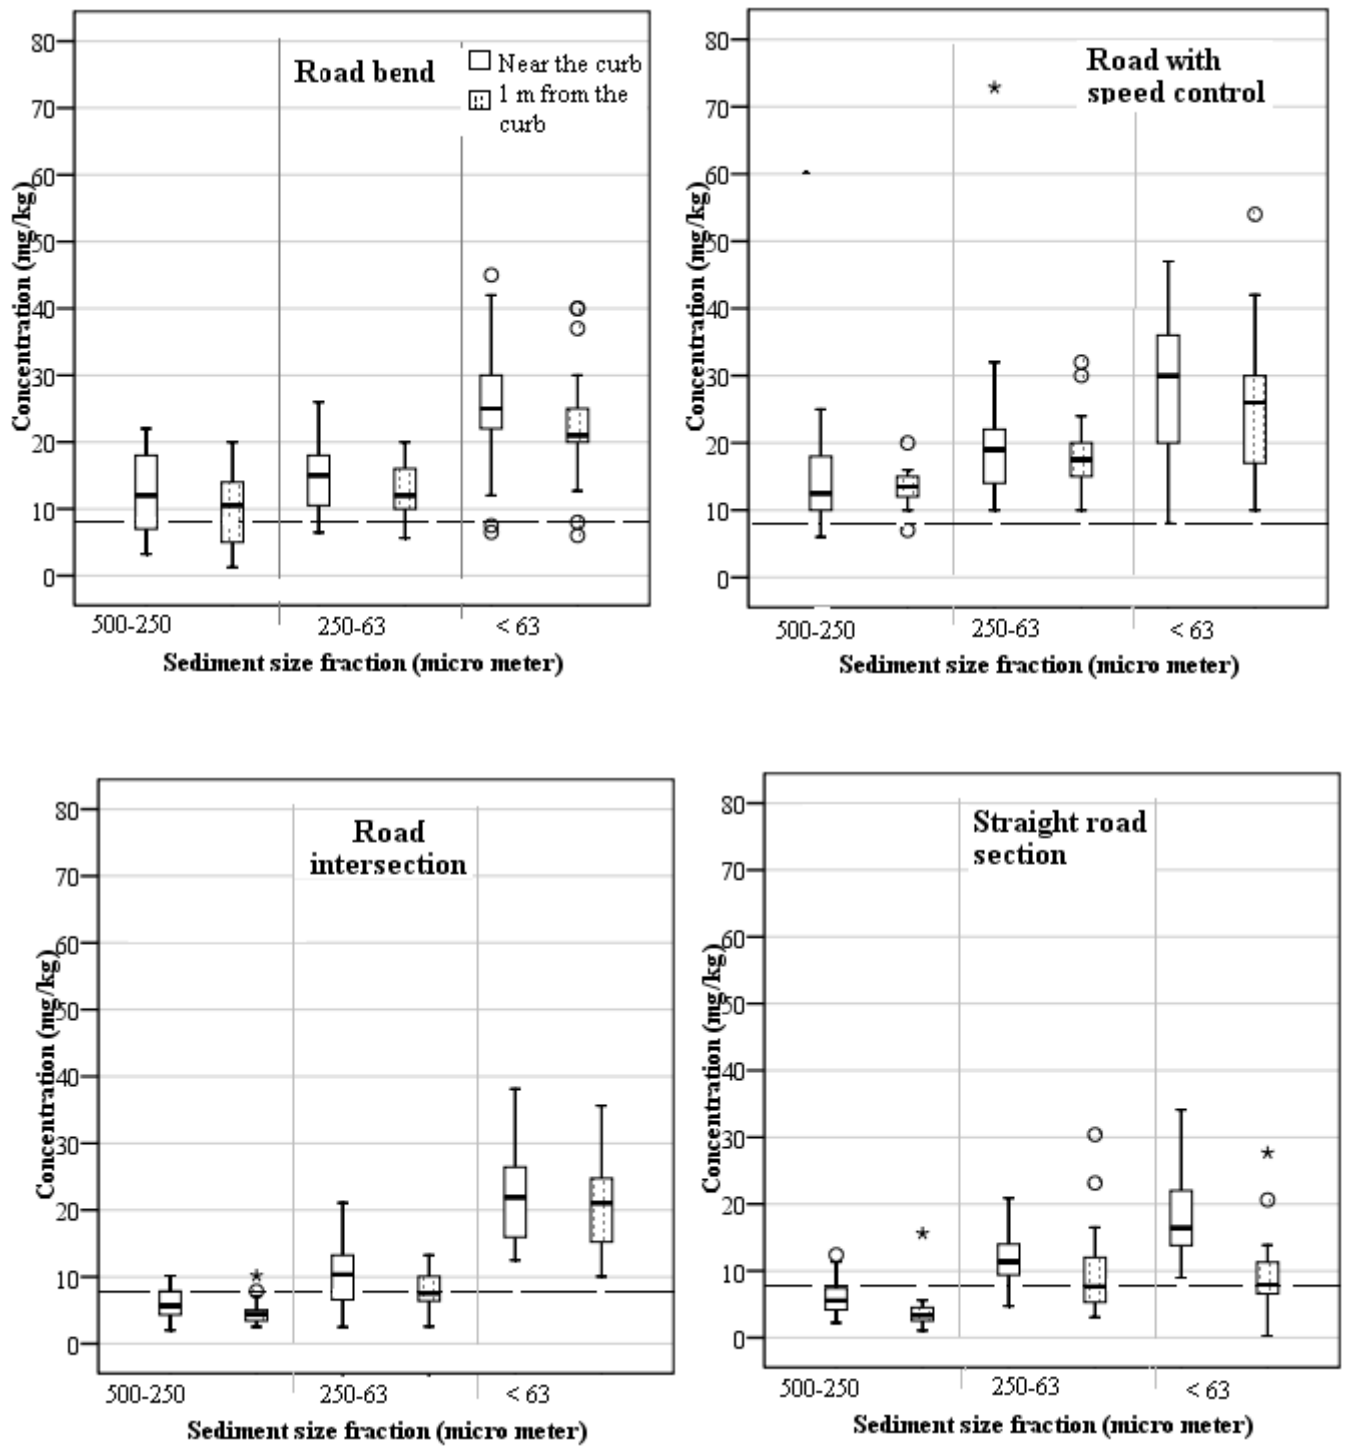 80
70
60
50
40
30
20
10
0
Concentration (mg/kg)
Road bend
Near the curb
1 m from the
curb
500-250
250-63
< 63
Sediment size fraction (micro meter)
80
70
60
50
40
30
20
10
0
Concentration (mg/kg)
Road with
speed control
500-250
250-63
< 63
Sediment size fraction (micro meter)
80
70
60
50
40
30
20
10
0
Concentration (mg/kg)
Road
intersection
500-250
250-63
< 63
Sediment size fraction (micro meter)
80
70
60
50
40
30
20
10
0
Concentration (mg/kg)
Straight road
section
500-250
250-63
< 63
Sediment size fraction (micro meter)